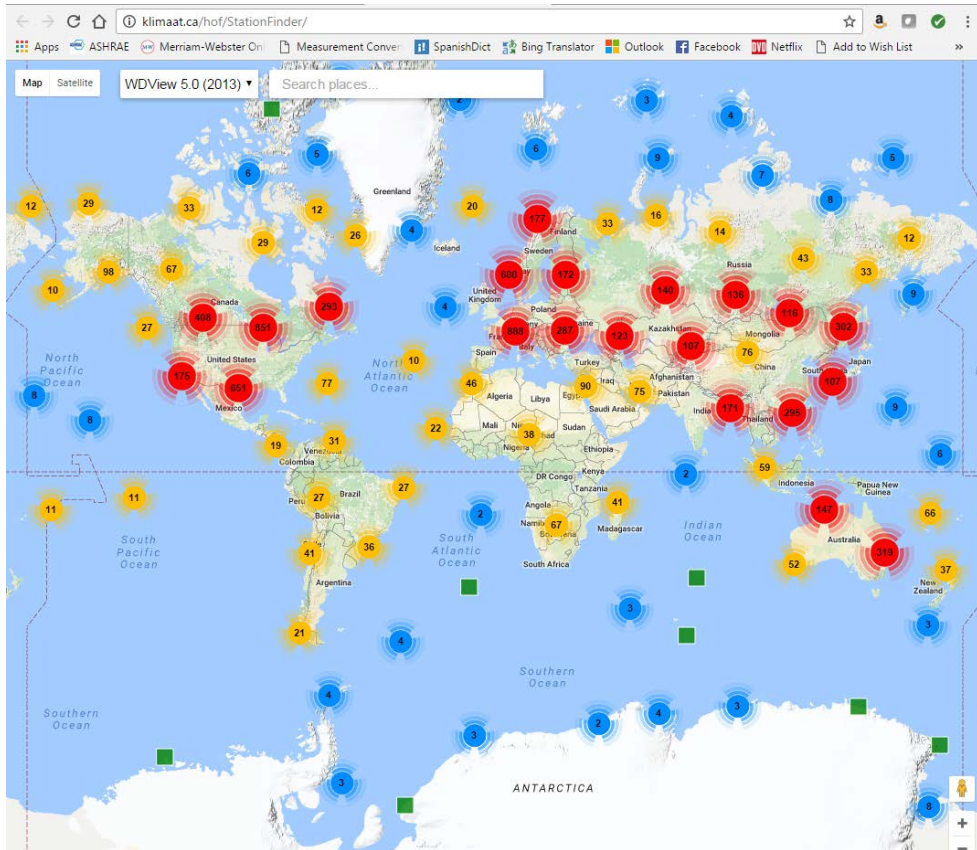 klimaat.ca/hof/StationFinder/
Apps ASHRAE Merriam-Webster Onl Measurement Conver SpanishDict Bing Translator Outlook Facebook Netflix Add to Wish List »
Map Satellite WDView 5.0 (2013) Search places...
2 3 4
5 6 9 5
6 7 8
Greenland
12 29 33 12 20 177 33 16 14
26 4 Finland 12
29 Iceland Sweden 43
98 67 600 172 Russia 33
10 United Kingdom 140 136 9
Canada 293 4 Poland 116
27 408 851 888 287 123 Kazakhstan 107 Mongolia 302
North Pacific Ocean
United States
North Atlantic Ocean
10 Spain Turkey 76 China Japan
175 651 77 46 90 Iraq 75 Afghanistan 107
8 Mexico Algeria Libya Egypt Saudi Arabia Pakistan
8 22 Mali 38 Sudan India 171 Thailand 295 9
19 31 Nigeria Ethiopia
Colombia 6
DR Congo Kenya 2 59 Indonesia
27 Brazil 27 Tanzania Papua New Guinea
11 11 Peru Bolivia 2 Angola 41 147 66
67 Madagascar
South Pacific Ocean
South Atlantic Ocean
Indian Ocean
41 36 South Africa Australia 319
52 37
Argentina New Zealand
3 3
21 4
Southern Ocean
Southern Ocean
4 3 2 4 3
3 ANTARCTICA 8